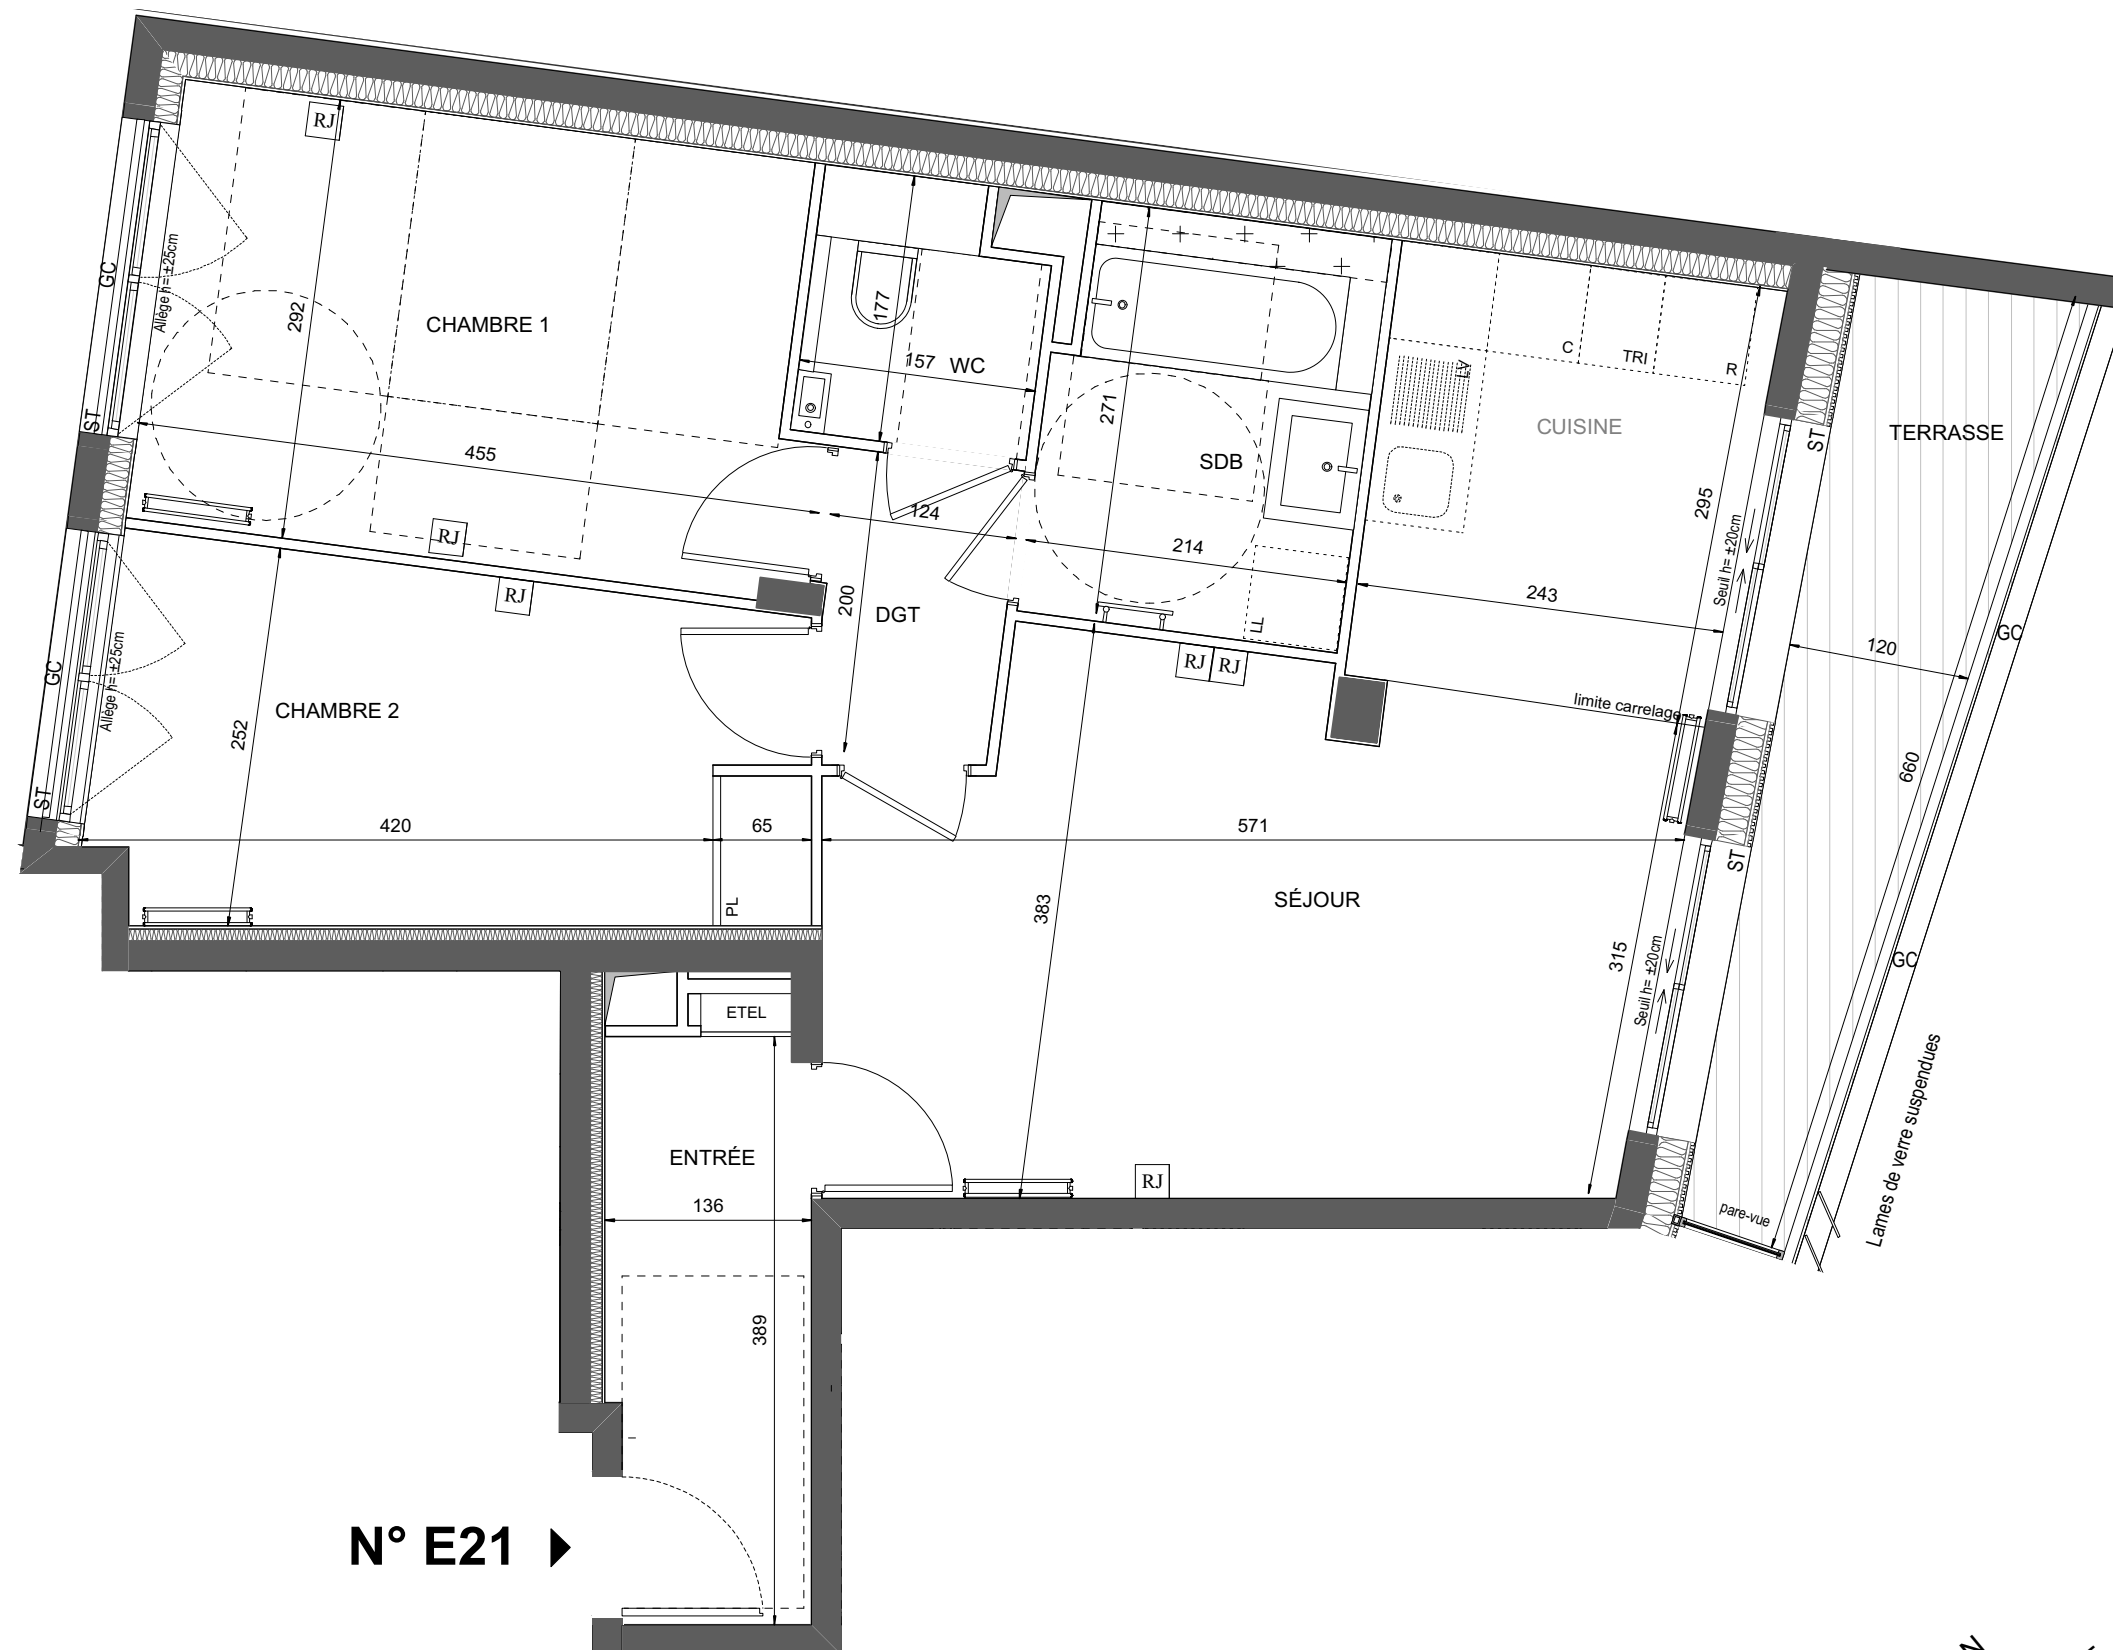 RJ
GC
Allège h= ±25cm
ST
292
CHAMBRE 1
455
RJ
177
157
WC
124
271
SDB
214
LL
LV
C
TRI
R
CUISINE
295
Seuil h= ±20cm
243
limite carrelage
ST
TERRASSE
120
GC
660
GC
Lames de verre suspendues
pare-vue
GC
Allège h= ±25cm
ST
RJ
CHAMBRE 2
252
420
65
PL
200
DGT
RJ
RJ
571
383
SÉJOUR
315
Seuil h= ±20cm
ST
RJ
ETEL
ENTRÉE
136
389
N° E21
N